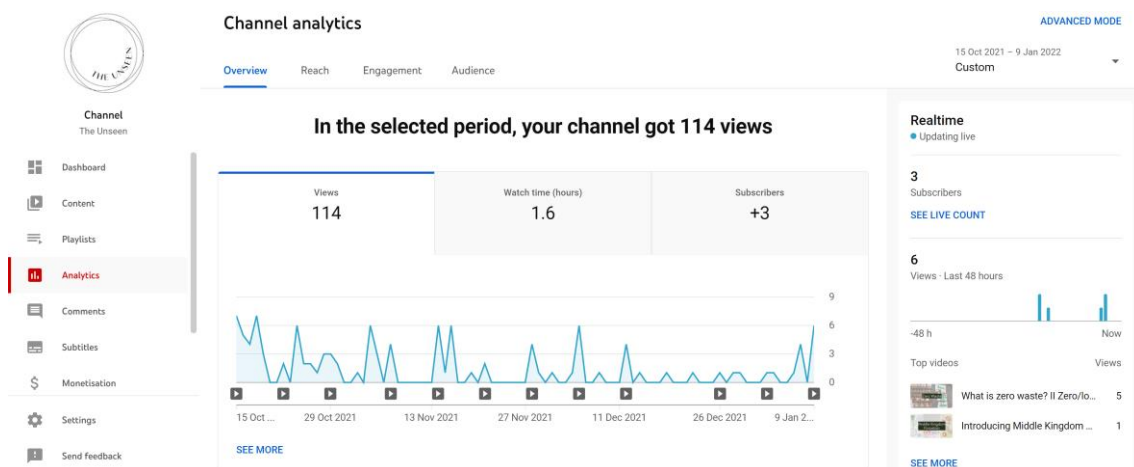 THE UNSEEN
Channel
The Unseen
Dashboard
Content
Playlists
Analytics
Comments
Subtitles
Monetisation
Settings
Send feedback
Channel analytics
ADVANCED MODE
Overview Reach Engagement Audience
15 Oct 2021 – 9 Jan 2022
Custom
In the selected period, your channel got 114 views
Views
114
Watch time (hours)
1.6
Subscribers
+3
9
6
3
0
15 Oct ... 29 Oct 2021 13 Nov 2021 27 Nov 2021 11 Dec 2021 26 Dec 2021 9 Jan 2...
SEE MORE
Realtime
Updating live
3
Subscribers
SEE LIVE COUNT
6
Views · Last 48 hours
-48 h Now
Top videos Views
What is zero waste? II Zero/lo... 5
Introducing Middle Kingdom ... 1
SEE MORE